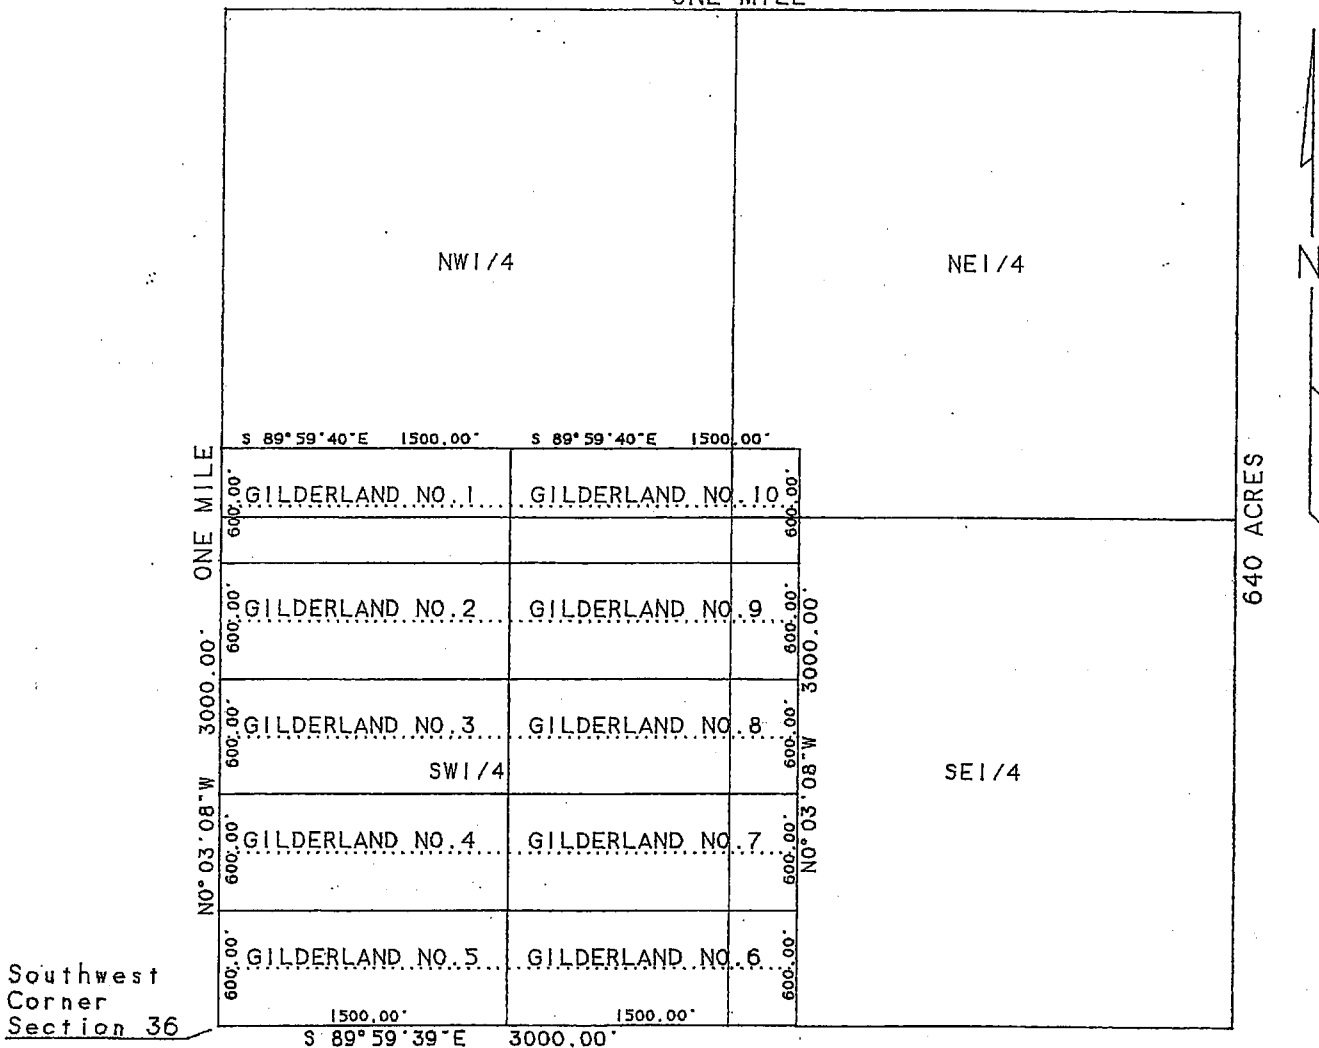 ONE MILE
NW1/4
NE1/4
N
S 89°59'40"E 1500.00' S 89°59'40"E 1500.00'
ONE MILE
640 ACRES
600.00' GILDERLAND NO.1 GILDERLAND NO.10 600.00'
600.00' GILDERLAND NO.2 GILDERLAND NO.9 600.00'
600.00' GILDERLAND NO.3 GILDERLAND NO.8 600.00'
N0°03'08"W 3000.00'
N0°03'08"W 3000.00'
SW1/4
SE1/4
600.00' GILDERLAND NO.4 GILDERLAND NO.7 600.00'
600.00' GILDERLAND NO.5 GILDERLAND NO.6 600.00'
1500.00' 1500.00'
S 89°59'39"E 3000.00'
Southwest
Corner
Section 36